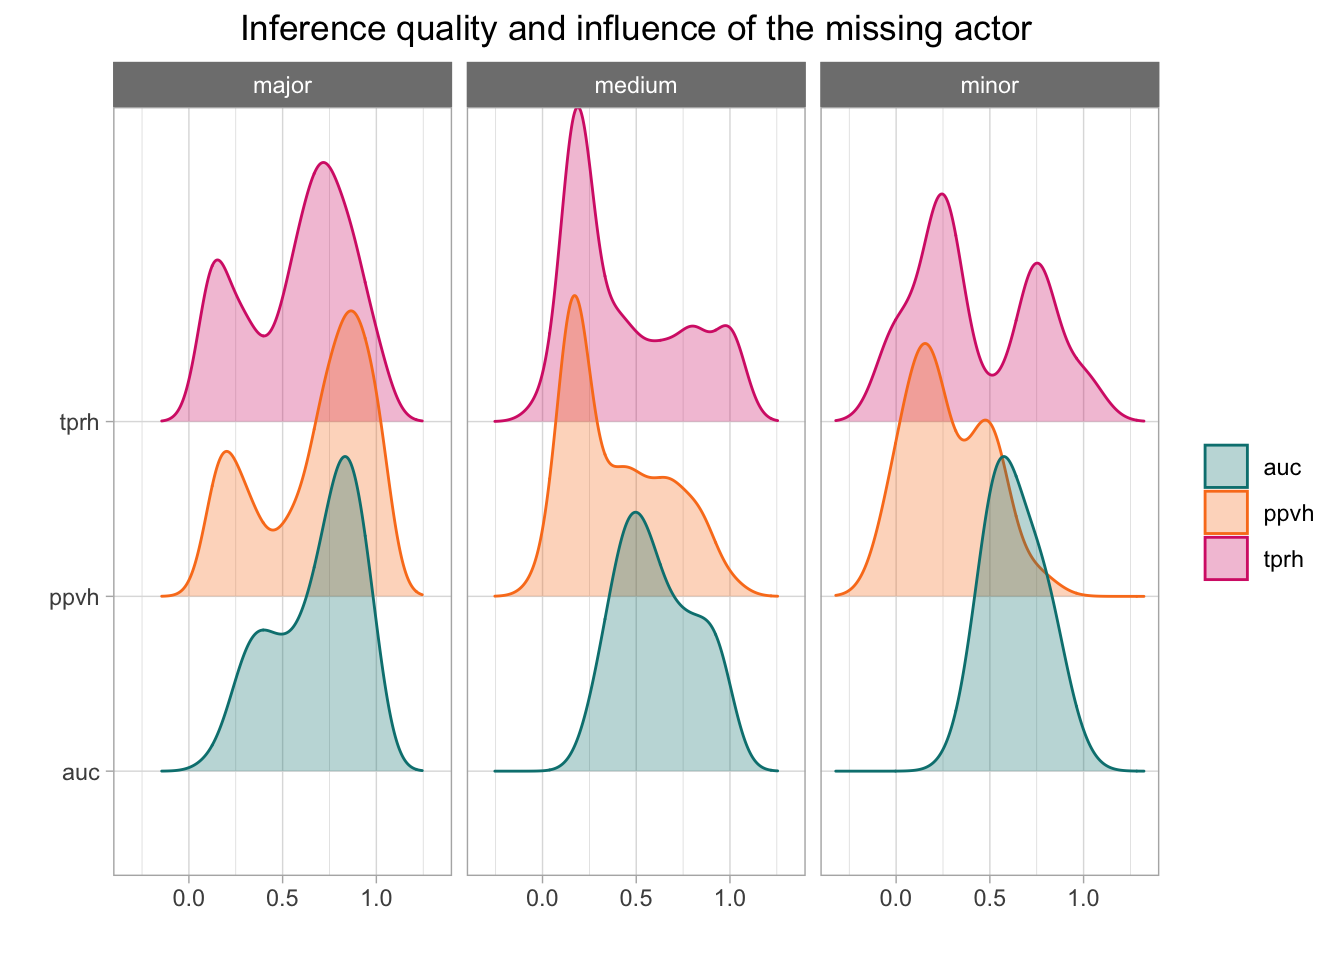 Inference quality and influence of the missing actor
major
medium
minor
tprh
ppvh
auc
auc
ppvh
tprh
0.0 0.5 1.0
0.0 0.5 1.0
0.0 0.5 1.0